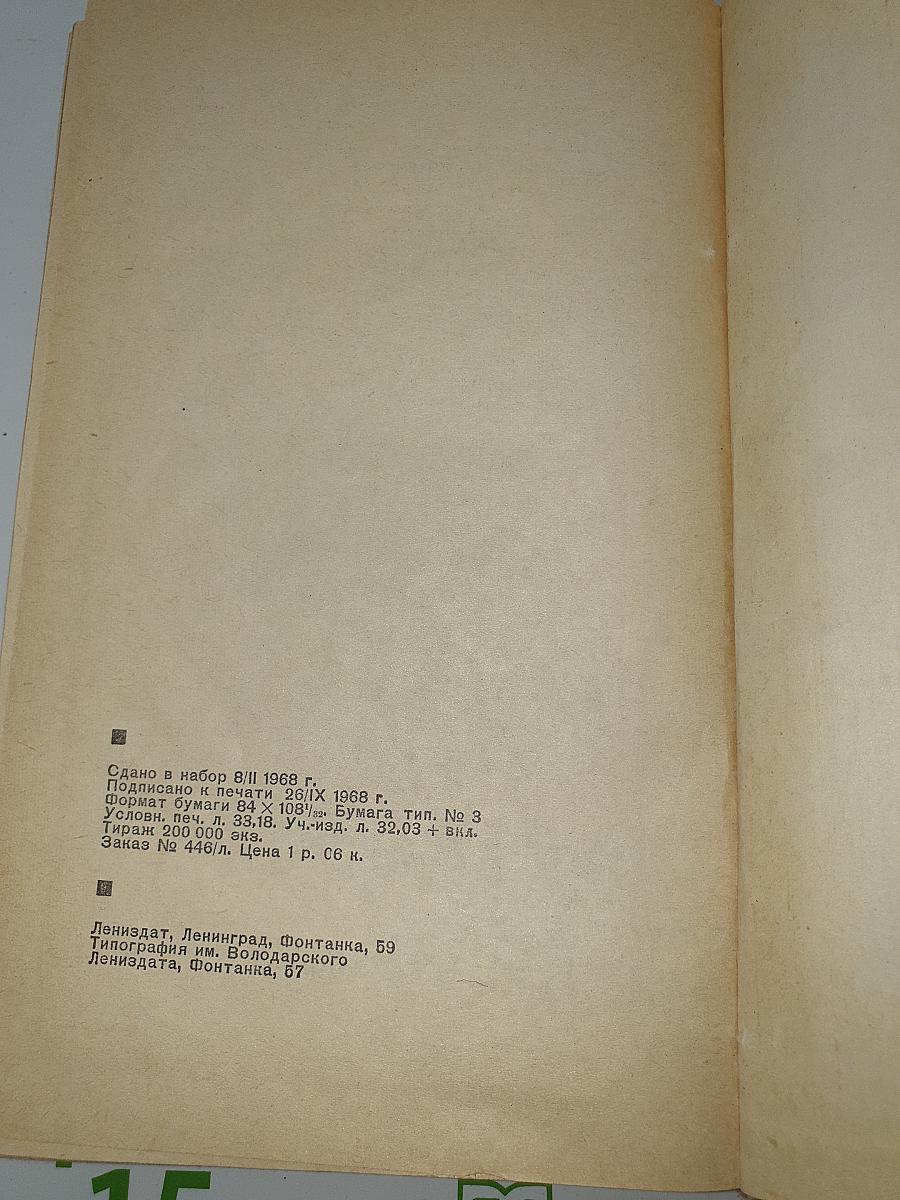 Сдано в набор 8/II 1968 г.
Подписано к печати 26/IX 1968 г.
Формат бумаги 84 × 108¹/₃₂. Бумага тип. № 3
Условн. печ. л. 33,18. Уч.-изд. л. 32,03 + вкл.
Тираж 200 000 экз.
Заказ № 446/л. Цена 1 р. 06 к.
Лениздат, Ленинград, Фонтанка, 59
Типография им. Володарского
Лениздата, Фонтанка, 57
15